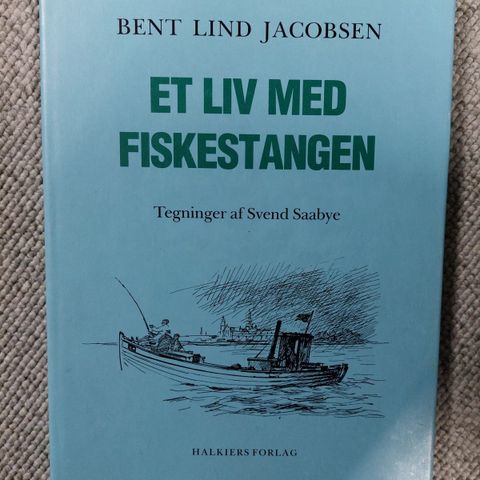 BENT LIND JACOBSEN
ET LIV MED
FISKESTANGEN
Tegninger af Svend Saabye
HALKIERS FORLAG